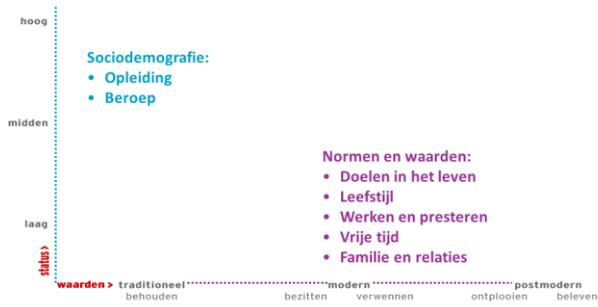 hoog
Sociodemografie:
• Opleiding
• Beroep
midden
Normen en waarden:
• Doelen in het leven
• Leefstijl
• Werken en presteren
• Vrije tijd
• Familie en relaties
laag
status >
waarden > traditioneel modern postmodern
behouden bezitten verwennen ontplooien beleven